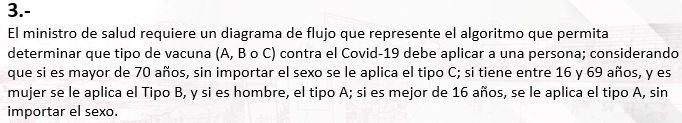 3.-
El ministro de salud requiere un diagrama de flujo que represente el algoritmo que permita
determinar que tipo de vacuna (A, B o C) contra el Covid-19 debe aplicar a una persona; considerando
que si es mayor de 70 años, sin importar el sexo se le aplica el tipo C; si tiene entre 16 y 69 años, y es
mujer se le aplica el Tipo B, y si es hombre, el tipo A; si es mejor de 16 años, se le aplica el tipo A, sin
importar el sexo.